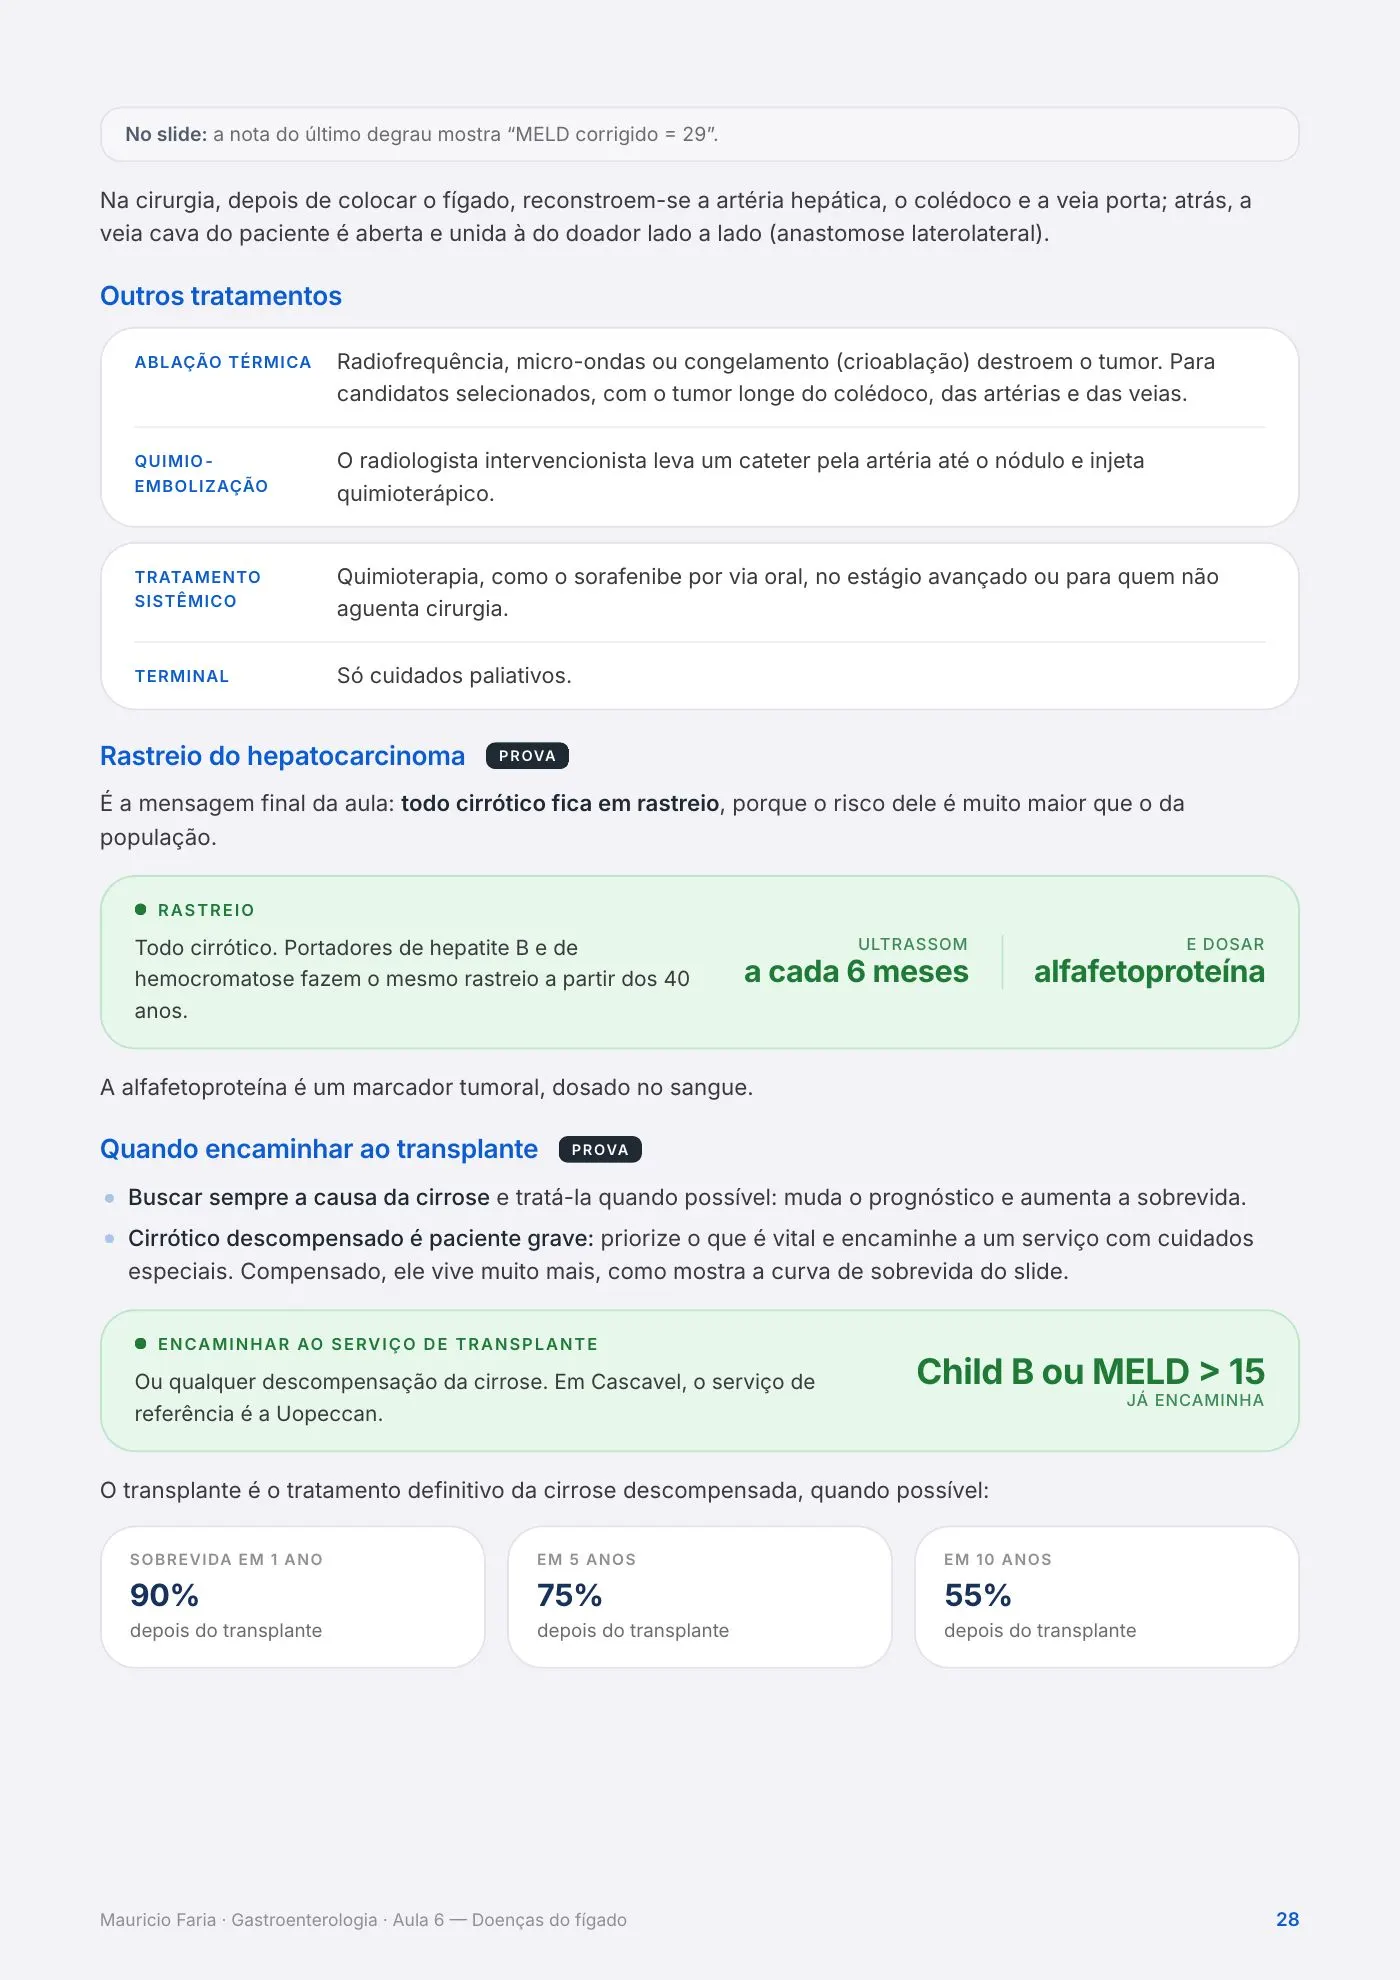 No slide: a nota do último degrau mostra “MELD corrigido = 29”.
Na cirurgia, depois de colocar o fígado, reconstroem-se a artéria hepática, o colédoco e a veia porta; atrás, a
veia cava do paciente é aberta e unida à do doador lado a lado (anastomose laterolateral).
Outros tratamentos
ABLAÇÃO TÉRMICA
Radiofrequência, micro-ondas ou congelamento (crioablação) destroem o tumor. Para
candidatos selecionados, com o tumor longe do colédoco, das artérias e das veias.
QUIMIO-
EMBOLIZAÇÃO
O radiologista intervencionista leva um cateter pela artéria até o nódulo e injeta
quimioterápico.
TRATAMENTO
SISTÊMICO
Quimioterapia, como o sorafenibe por via oral, no estágio avançado ou para quem não
aguenta cirurgia.
TERMINAL
Só cuidados paliativos.
Rastreio do hepatocarcinoma PROVA
É a mensagem final da aula: todo cirrótico fica em rastreio, porque o risco dele é muito maior que o da
população.
RASTREIO
Todo cirrótico. Portadores de hepatite B e de
hemocromatose fazem o mesmo rastreio a partir dos 40
anos.
ULTRASSOM
a cada 6 meses
E DOSAR
alfafetoproteína
A alfafetoproteína é um marcador tumoral, dosado no sangue.
Quando encaminhar ao transplante PROVA
Buscar sempre a causa da cirrose e tratá-la quando possível: muda o prognóstico e aumenta a sobrevida.
Cirrótico descompensado é paciente grave: priorize o que é vital e encaminhe a um serviço com cuidados
especiais. Compensado, ele vive muito mais, como mostra a curva de sobrevida do slide.
ENCAMINHAR AO SERVIÇO DE TRANSPLANTE
Ou qualquer descompensação da cirrose. Em Cascavel, o serviço de
referência é a Uopeccan.
Child B ou MELD > 15
JÁ ENCAMINHA
O transplante é o tratamento definitivo da cirrose descompensada, quando possível:
SOBREVIDA EM 1 ANO
90%
depois do transplante
EM 5 ANOS
75%
depois do transplante
EM 10 ANOS
55%
depois do transplante
Mauricio Faria · Gastroenterologia · Aula 6 — Doenças do fígado
28